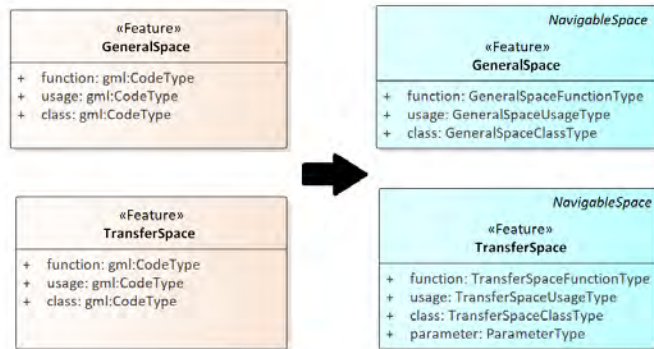 «Feature»
GeneralSpace
+ function: gml:CodeType
+ usage: gml:CodeType
+ class: gml:CodeType
NavigableSpace
«Feature»
GeneralSpace
+ function: GeneralSpaceFunctionType
+ usage: GeneralSpaceUsageType
+ class: GeneralSpaceClassType
«Feature»
TransferSpace
+ function: gml:CodeType
+ usage: gml:CodeType
+ class: gml:CodeType
NavigableSpace
«Feature»
TransferSpace
+ function: TransferSpaceFunctionType
+ usage: TransferSpaceUsageType
+ class: TransferSpaceClassType
+ parameter: ParameterType